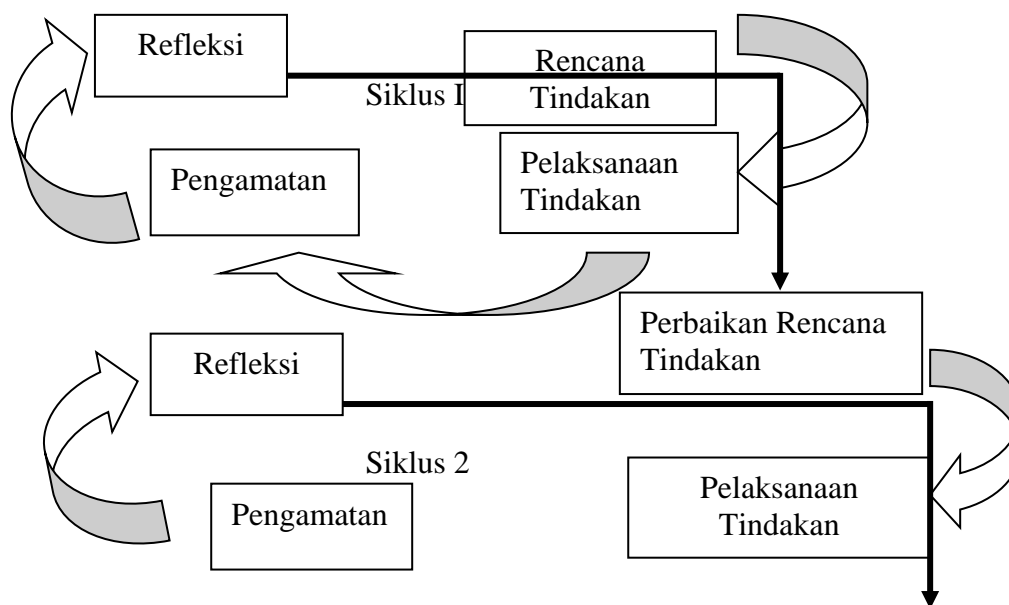 Refleksi
Rencana
Tindakan
Siklus I
Pengamatan
Pelaksanaan
Tindakan
Perbaikan Rencana
Tindakan
Refleksi
Siklus 2
Pengamatan
Pelaksanaan
Tindakan